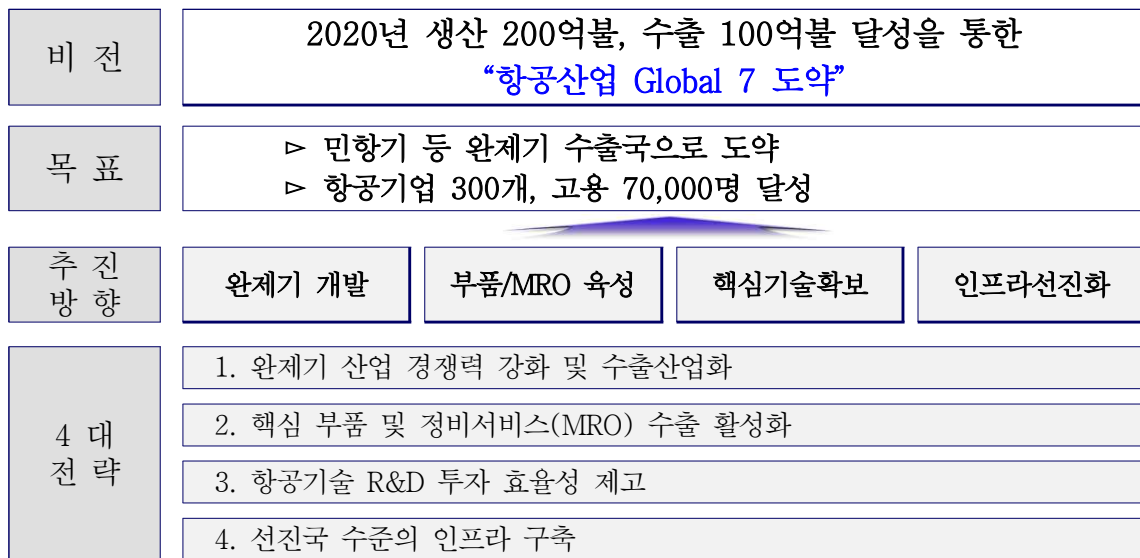 비 전
2020년 생산 200억불, 수출 100억불 달성을 통한
“항공산업 Global 7 도약”
목 표
▻ 민항기 등 완제기 수출국으로 도약
▻ 항공기업 300개, 고용 70,000명 달성
추 진
방 향
완제기 개발
부품/MRO 육성
핵심기술확보
인프라선진화
4 대
전 략
1. 완제기 산업 경쟁력 강화 및 수출산업화
2. 핵심 부품 및 정비서비스(MRO) 수출 활성화
3. 항공기술 R&D 투자 효율성 제고
4. 선진국 수준의 인프라 구축